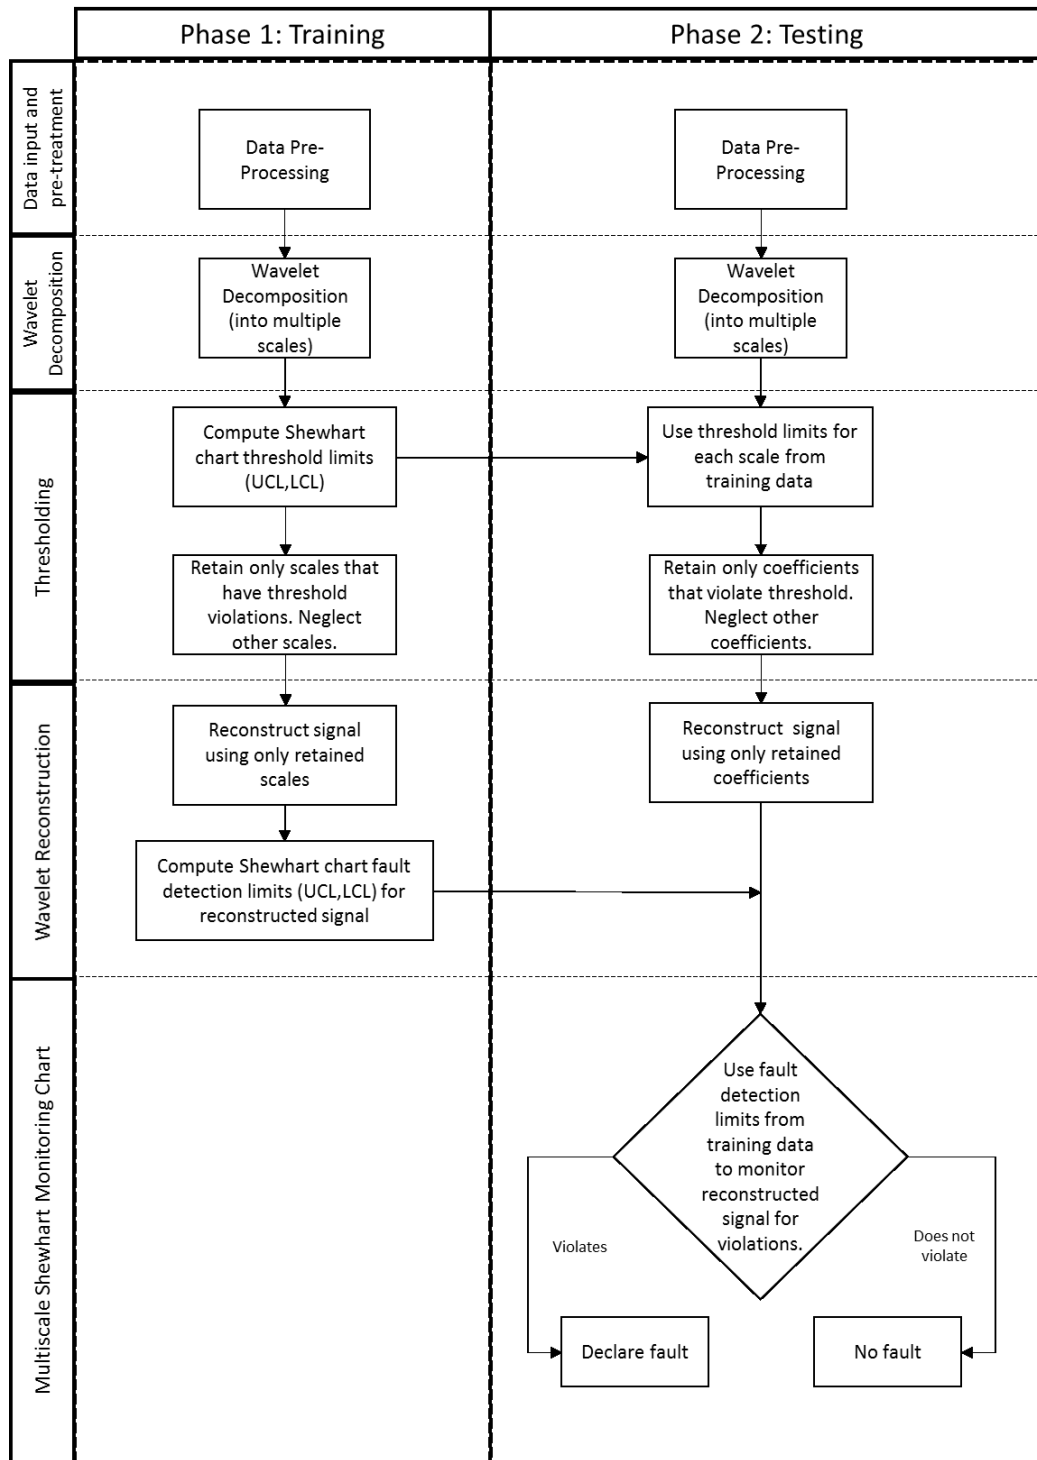 Phase 1: Training
Phase 2: Testing
Data input and
pre-treatment
Data Pre-
Processing
Data Pre-
Processing
Wavelet
Decomposition
Wavelet
Decomposition
(into multiple
scales)
Wavelet
Decomposition
(into multiple
scales)
Thresholding
Compute Shewhart
chart threshold limits
(UCL,LCL)
Use threshold limits for
each scale from
training data
Retain only scales that
have threshold
violations. Neglect
other scales.
Retain only coefficients
that violate threshold.
Neglect other
coefficients.
Wavelet Reconstruction
Reconstruct signal
using only retained
scales
Reconstruct signal
using only retained
coefficients
Compute Shewhart chart fault
detection limits (UCL,LCL) for
reconstructed signal
Multiscale Shewhart Monitoring Chart
Use fault
detection
limits from
training data
to monitor
reconstructed
signal for
violations.
Violates
Does not
violate
Declare fault
No fault